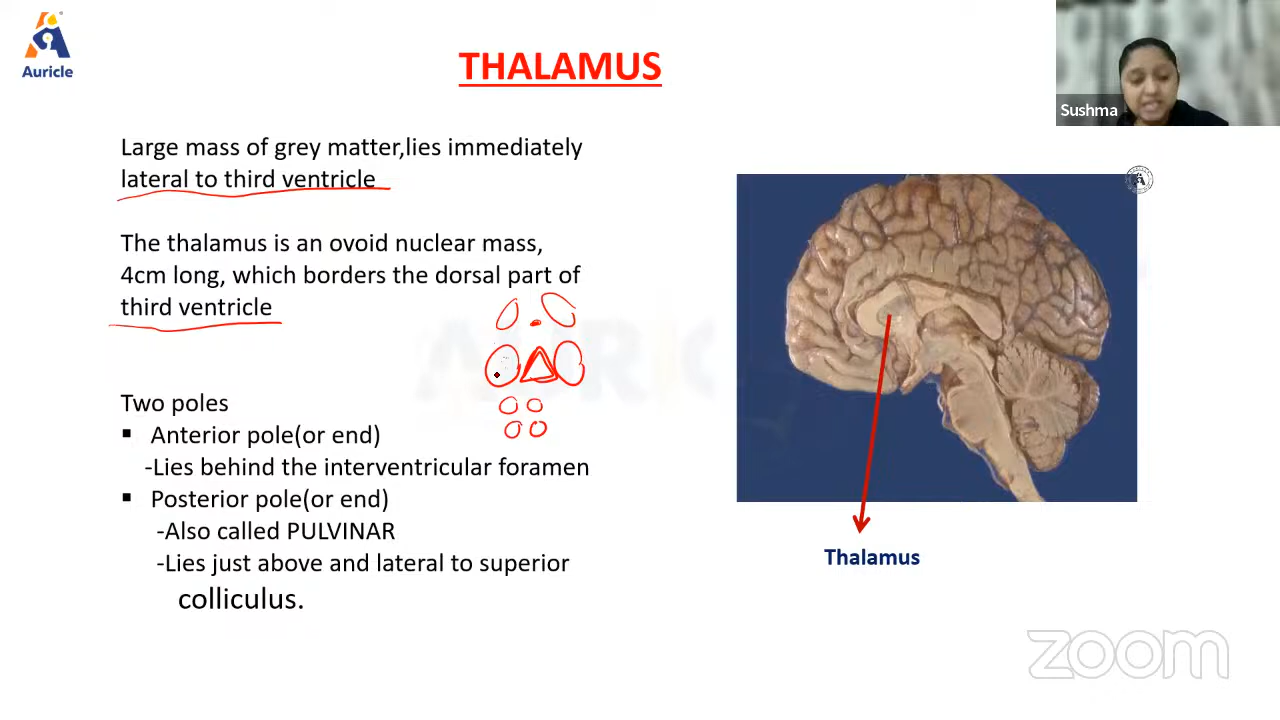 Auricle
THALAMUS
Sushma
Large mass of grey matter,lies immediately
lateral to third ventricle
The thalamus is an ovoid nuclear mass,
4cm long, which borders the dorsal part of
third ventricle
Two poles
▪ Anterior pole(or end)
-Lies behind the interventricular foramen
▪ Posterior pole(or end)
-Also called PULVINAR
-Lies just above and lateral to superior
colliculus.
Thalamus
AURIC
zoom